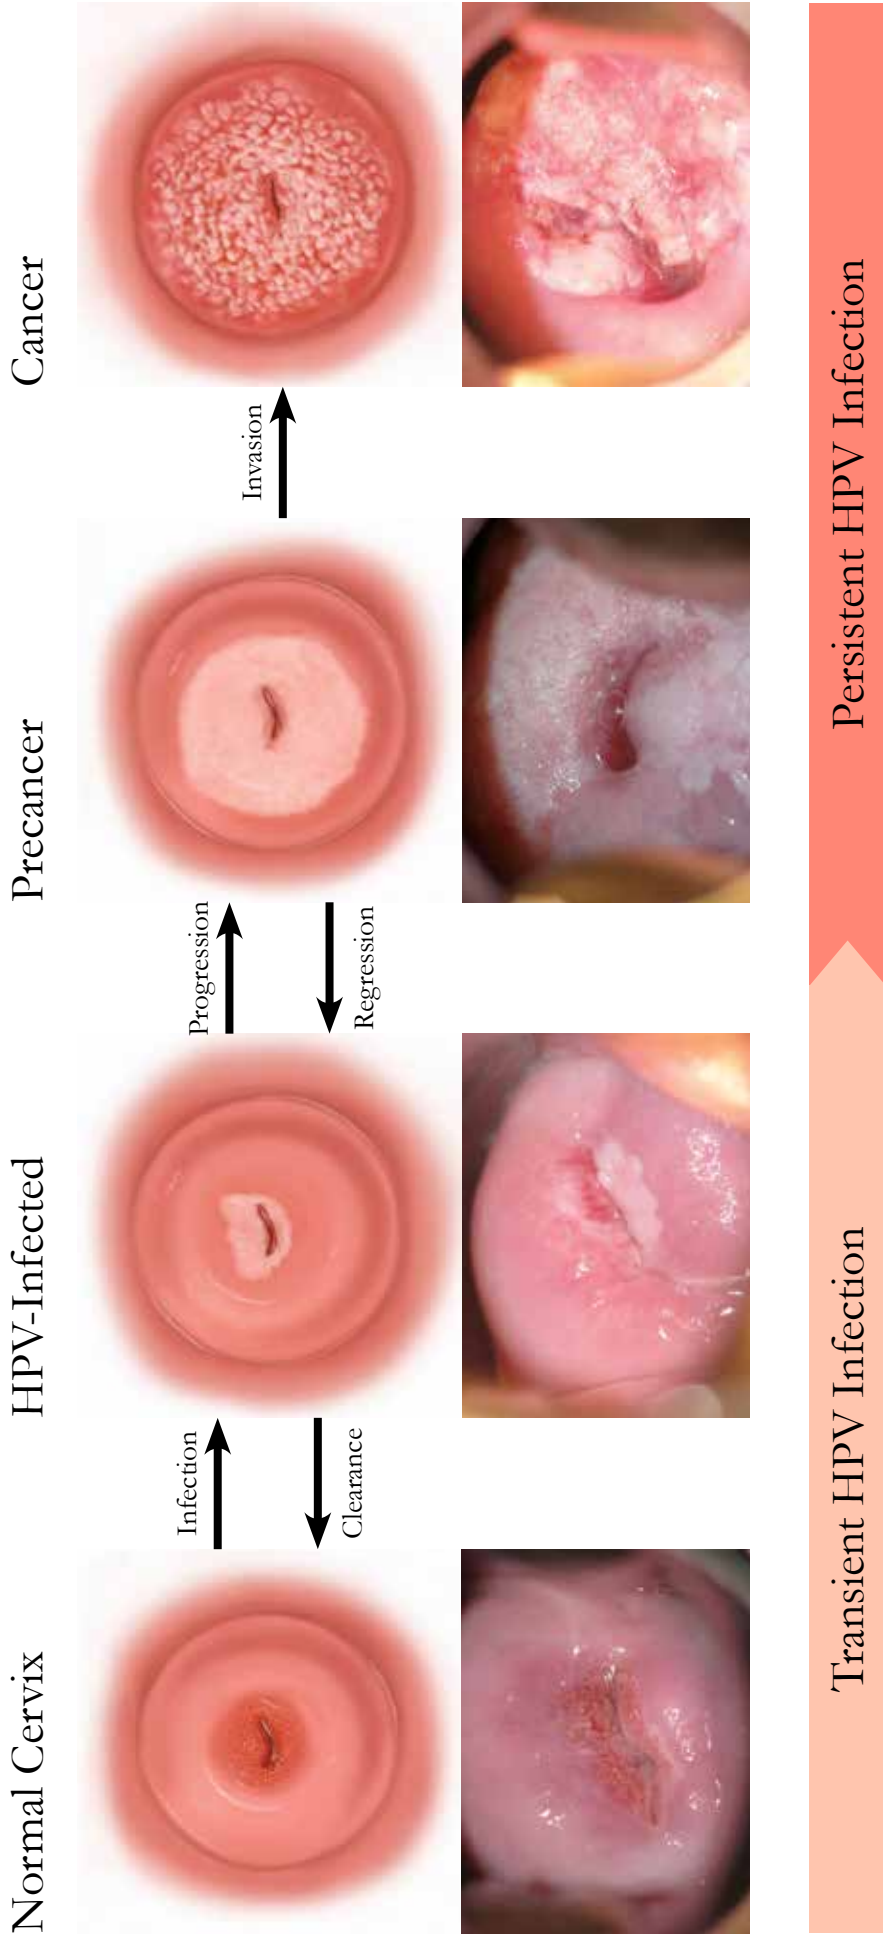 Normal Cervix
HPV-Infected
Precancer
Cancer
Infection
Clearance
Progression
Regression
Invasion
Transient HPV Infection
Persistent HPV Infection